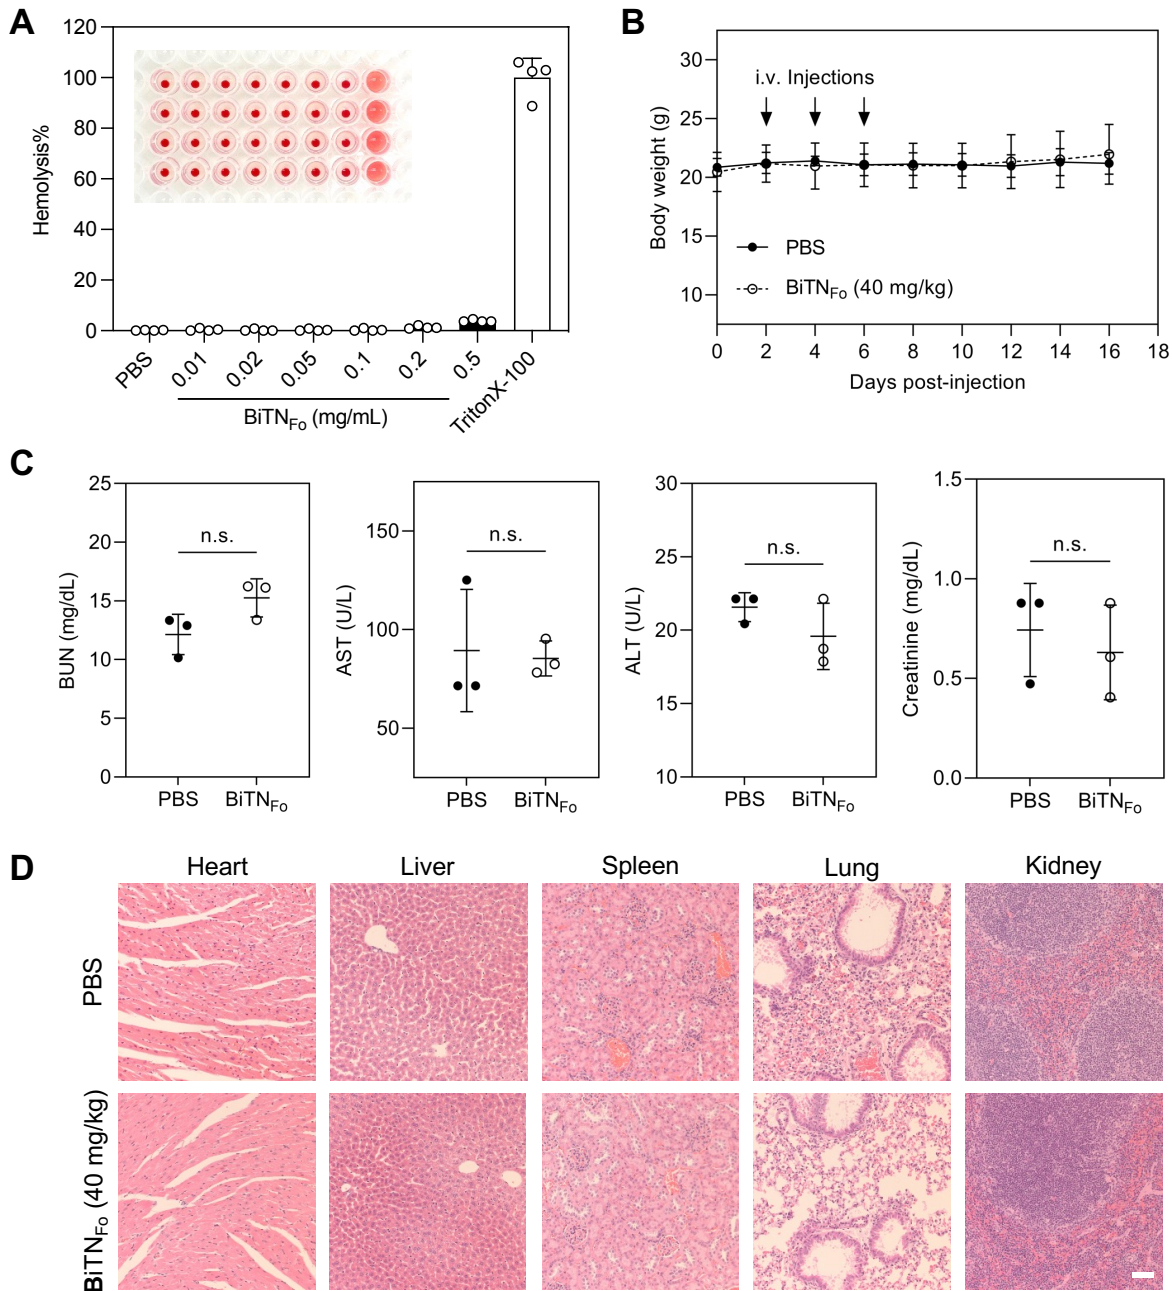 A
120
100
80
60
40
20
0
Hemolysis%
PBS
0.01
0.02
0.05
0.1
0.2
0.5
TritonX-100
BiTNFo (mg/mL)
B
30
25
20
15
10
Body weight (g)
i.v. Injections
PBS
BiTNFo (40 mg/kg)
0 2 4 6 8 10 12 14 16 18
Days post-injection
C
25
20
15
10
5
0
BUN (mg/dL)
n.s.
PBS BiTNFo
150
100
50
AST (U/L)
n.s.
PBS BiTNFo
30
25
20
15
10
ALT (U/L)
n.s.
PBS BiTNFo
1.5
1.0
0.5
0.0
Creatinine (mg/dL)
n.s.
PBS BiTNFo
D
Heart Liver Spleen Lung Kidney
PBS
BiTNFo (40 mg/kg)